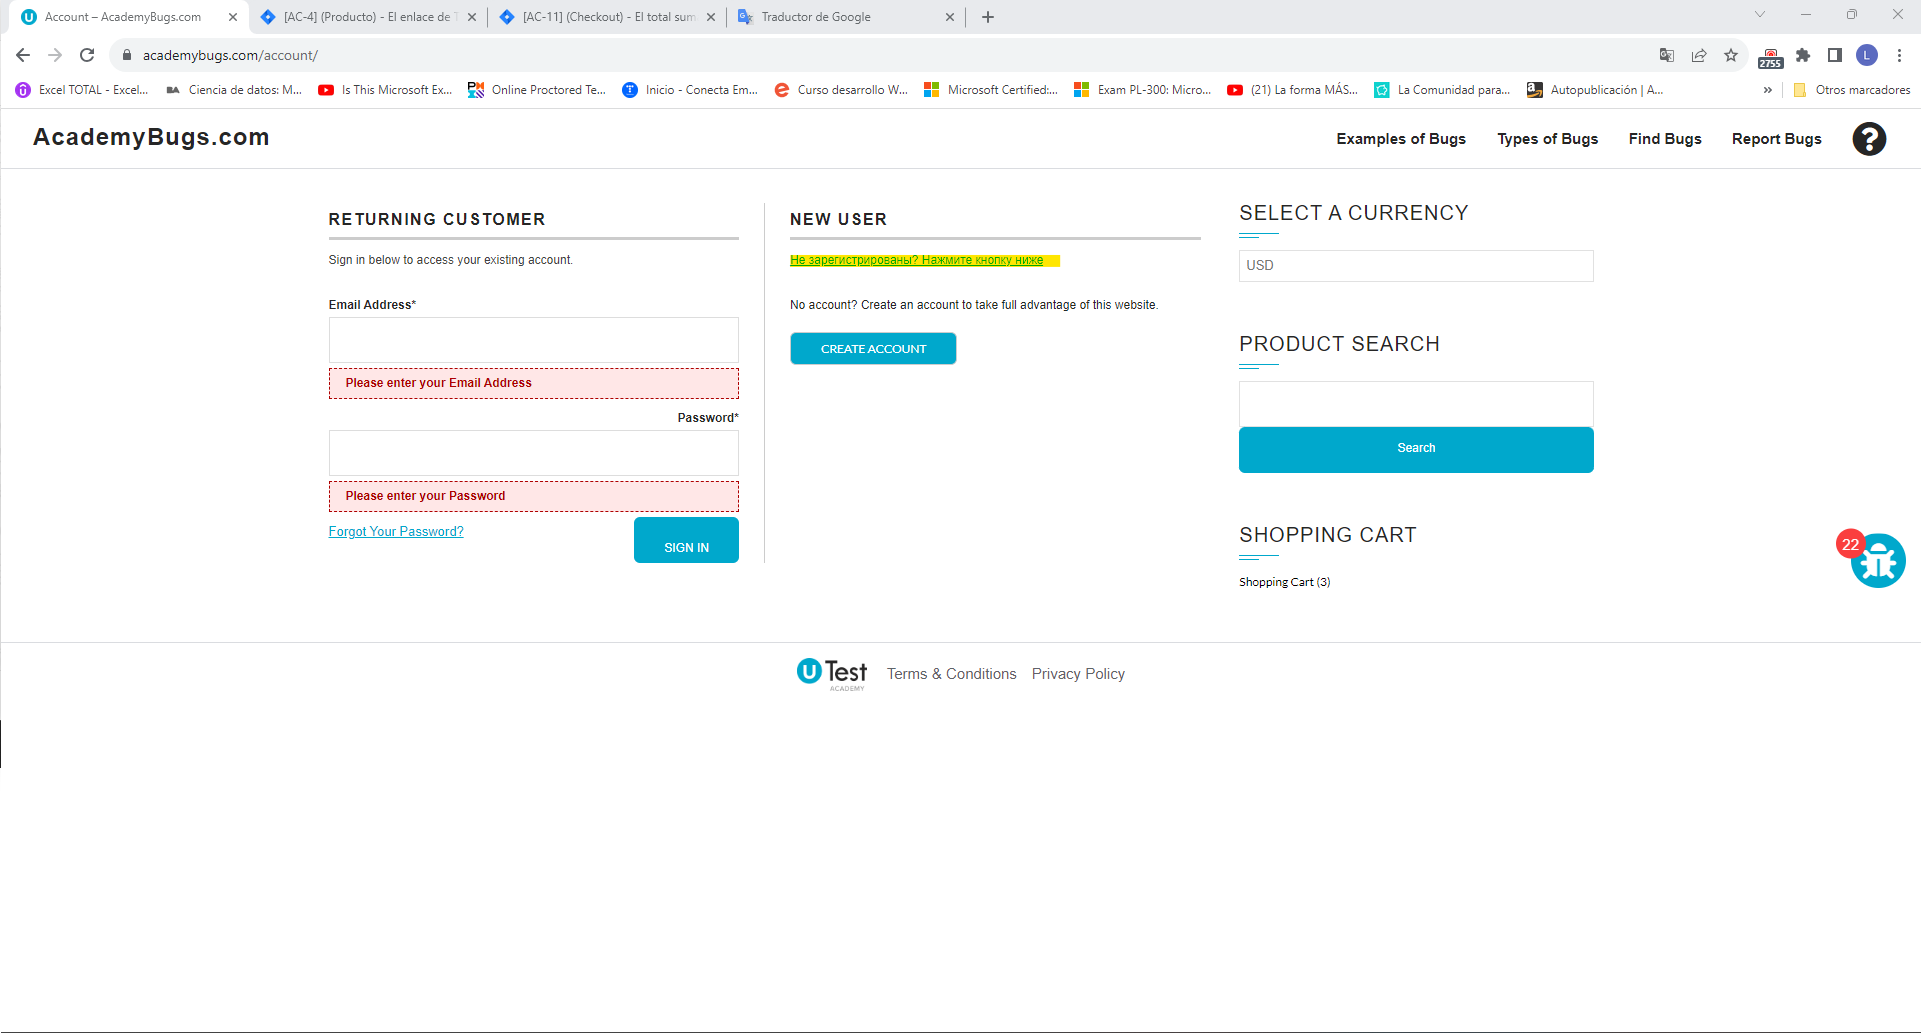 Account – AcademyBugs.com
[AC-4] (Producto) - El enlace de T
[AC-11] (Checkout) - El total sum
Traductor de Google
academybugs.com/account/
2755
L
Excel TOTAL - Excel...
Ciencia de datos: M...
Is This Microsoft Ex...
Online Proctored Te...
Inicio - Conecta Em...
Curso desarrollo W...
Microsoft Certified:...
Exam PL-300: Micro...
(21) La forma MÁS...
La Comunidad para...
Autopublicación | A...
»
Otros marcadores
AcademyBugs.com
Examples of Bugs
Types of Bugs
Find Bugs
Report Bugs
?
RETURNING CUSTOMER
Sign in below to access your existing account.
Email Address*
Please enter your Email Address
Password*
Please enter your Password
Forgot Your Password?
SIGN IN
NEW USER
Не зарегистрированы? Нажмите кнопку ниже
No account? Create an account to take full advantage of this website.
CREATE ACCOUNT
SELECT A CURRENCY
USD
PRODUCT SEARCH
Search
SHOPPING CART
Shopping Cart (3)
22
U Test
ACADEMY
Terms & Conditions
Privacy Policy